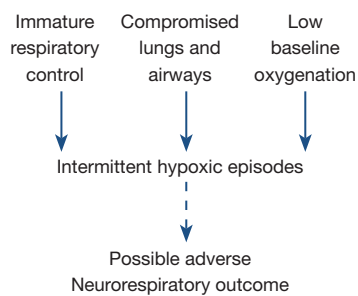 Immature
respiratory
control
Compromised
lungs and
airways
Low
baseline
oxygenation
Intermittent hypoxic episodes
Possible adverse
Neurorespiratory outcome